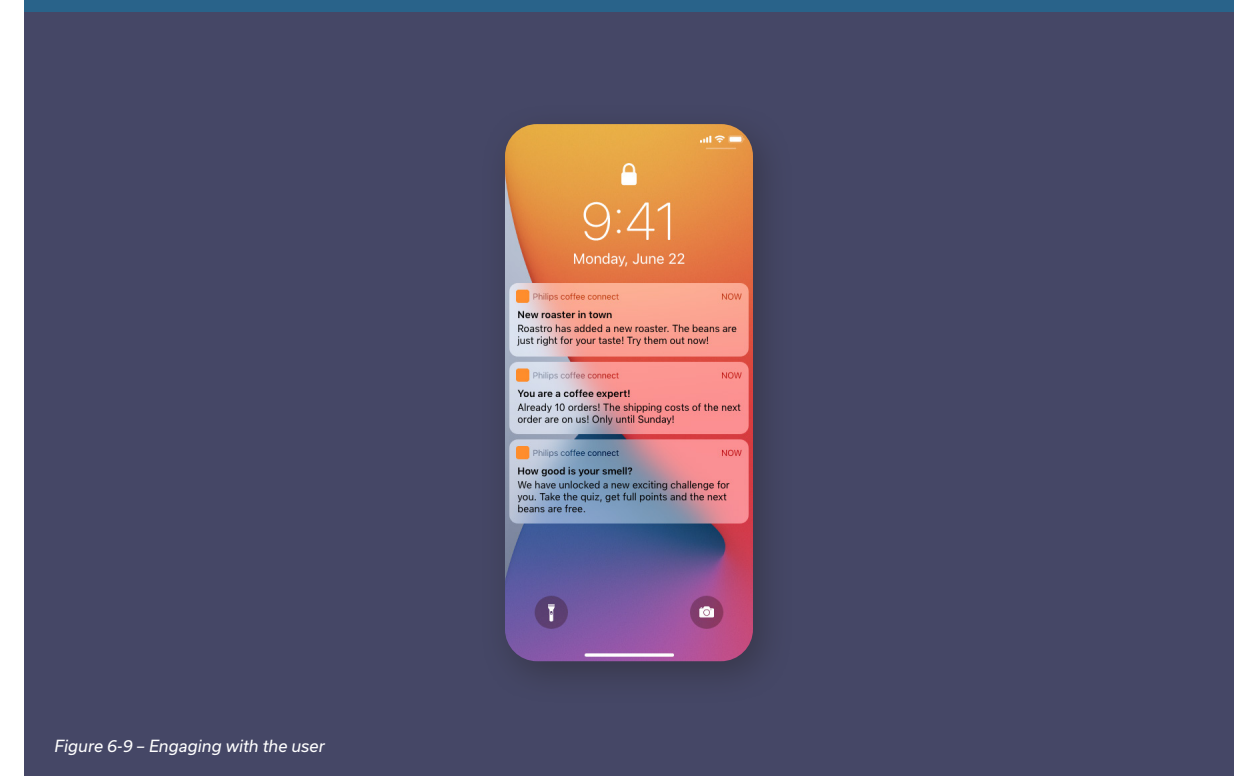 9:41
Monday, June 22
Philips coffee connect NOW
New roaster in town
Roastro has added a new roaster. The beans are
just right for your taste! Try them out now!
Philips coffee connect NOW
You are a coffee expert!
Already 10 orders! The shipping costs of the next
order are on us! Only until Sunday!
Philips coffee connect NOW
How good is your smell?
We have unlocked a new exciting challenge for
you. Take the quiz, get full points and the next
beans are free.
Figure 6-9 – Engaging with the user